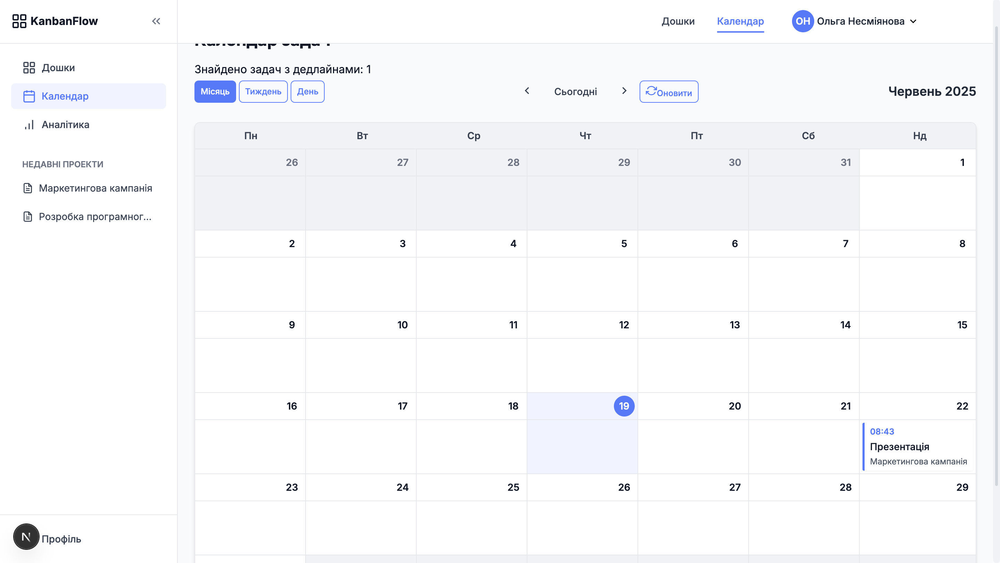 KanbanFlow
Дошки
Календар
ОН Ольга Несміянова
Дошки
Календар
Аналітика
НЕДАВНІ ПРОЕКТИ
Маркетингова кампанія
Розробка програмног...
N Профіль
Календар задач
Знайдено задач з дедлайнами: 1
Місяць Тиждень День
Сьогодні
Оновити
Червень 2025
Пн Вт Ср Чт Пт Сб Нд
26 27 28 29 30 31 1
2 3 4 5 6 7 8
9 10 11 12 13 14 15
16 17 18 19 20 21 22
08:43
Презентація
Маркетингова кампанія
23 24 25 26 27 28 29